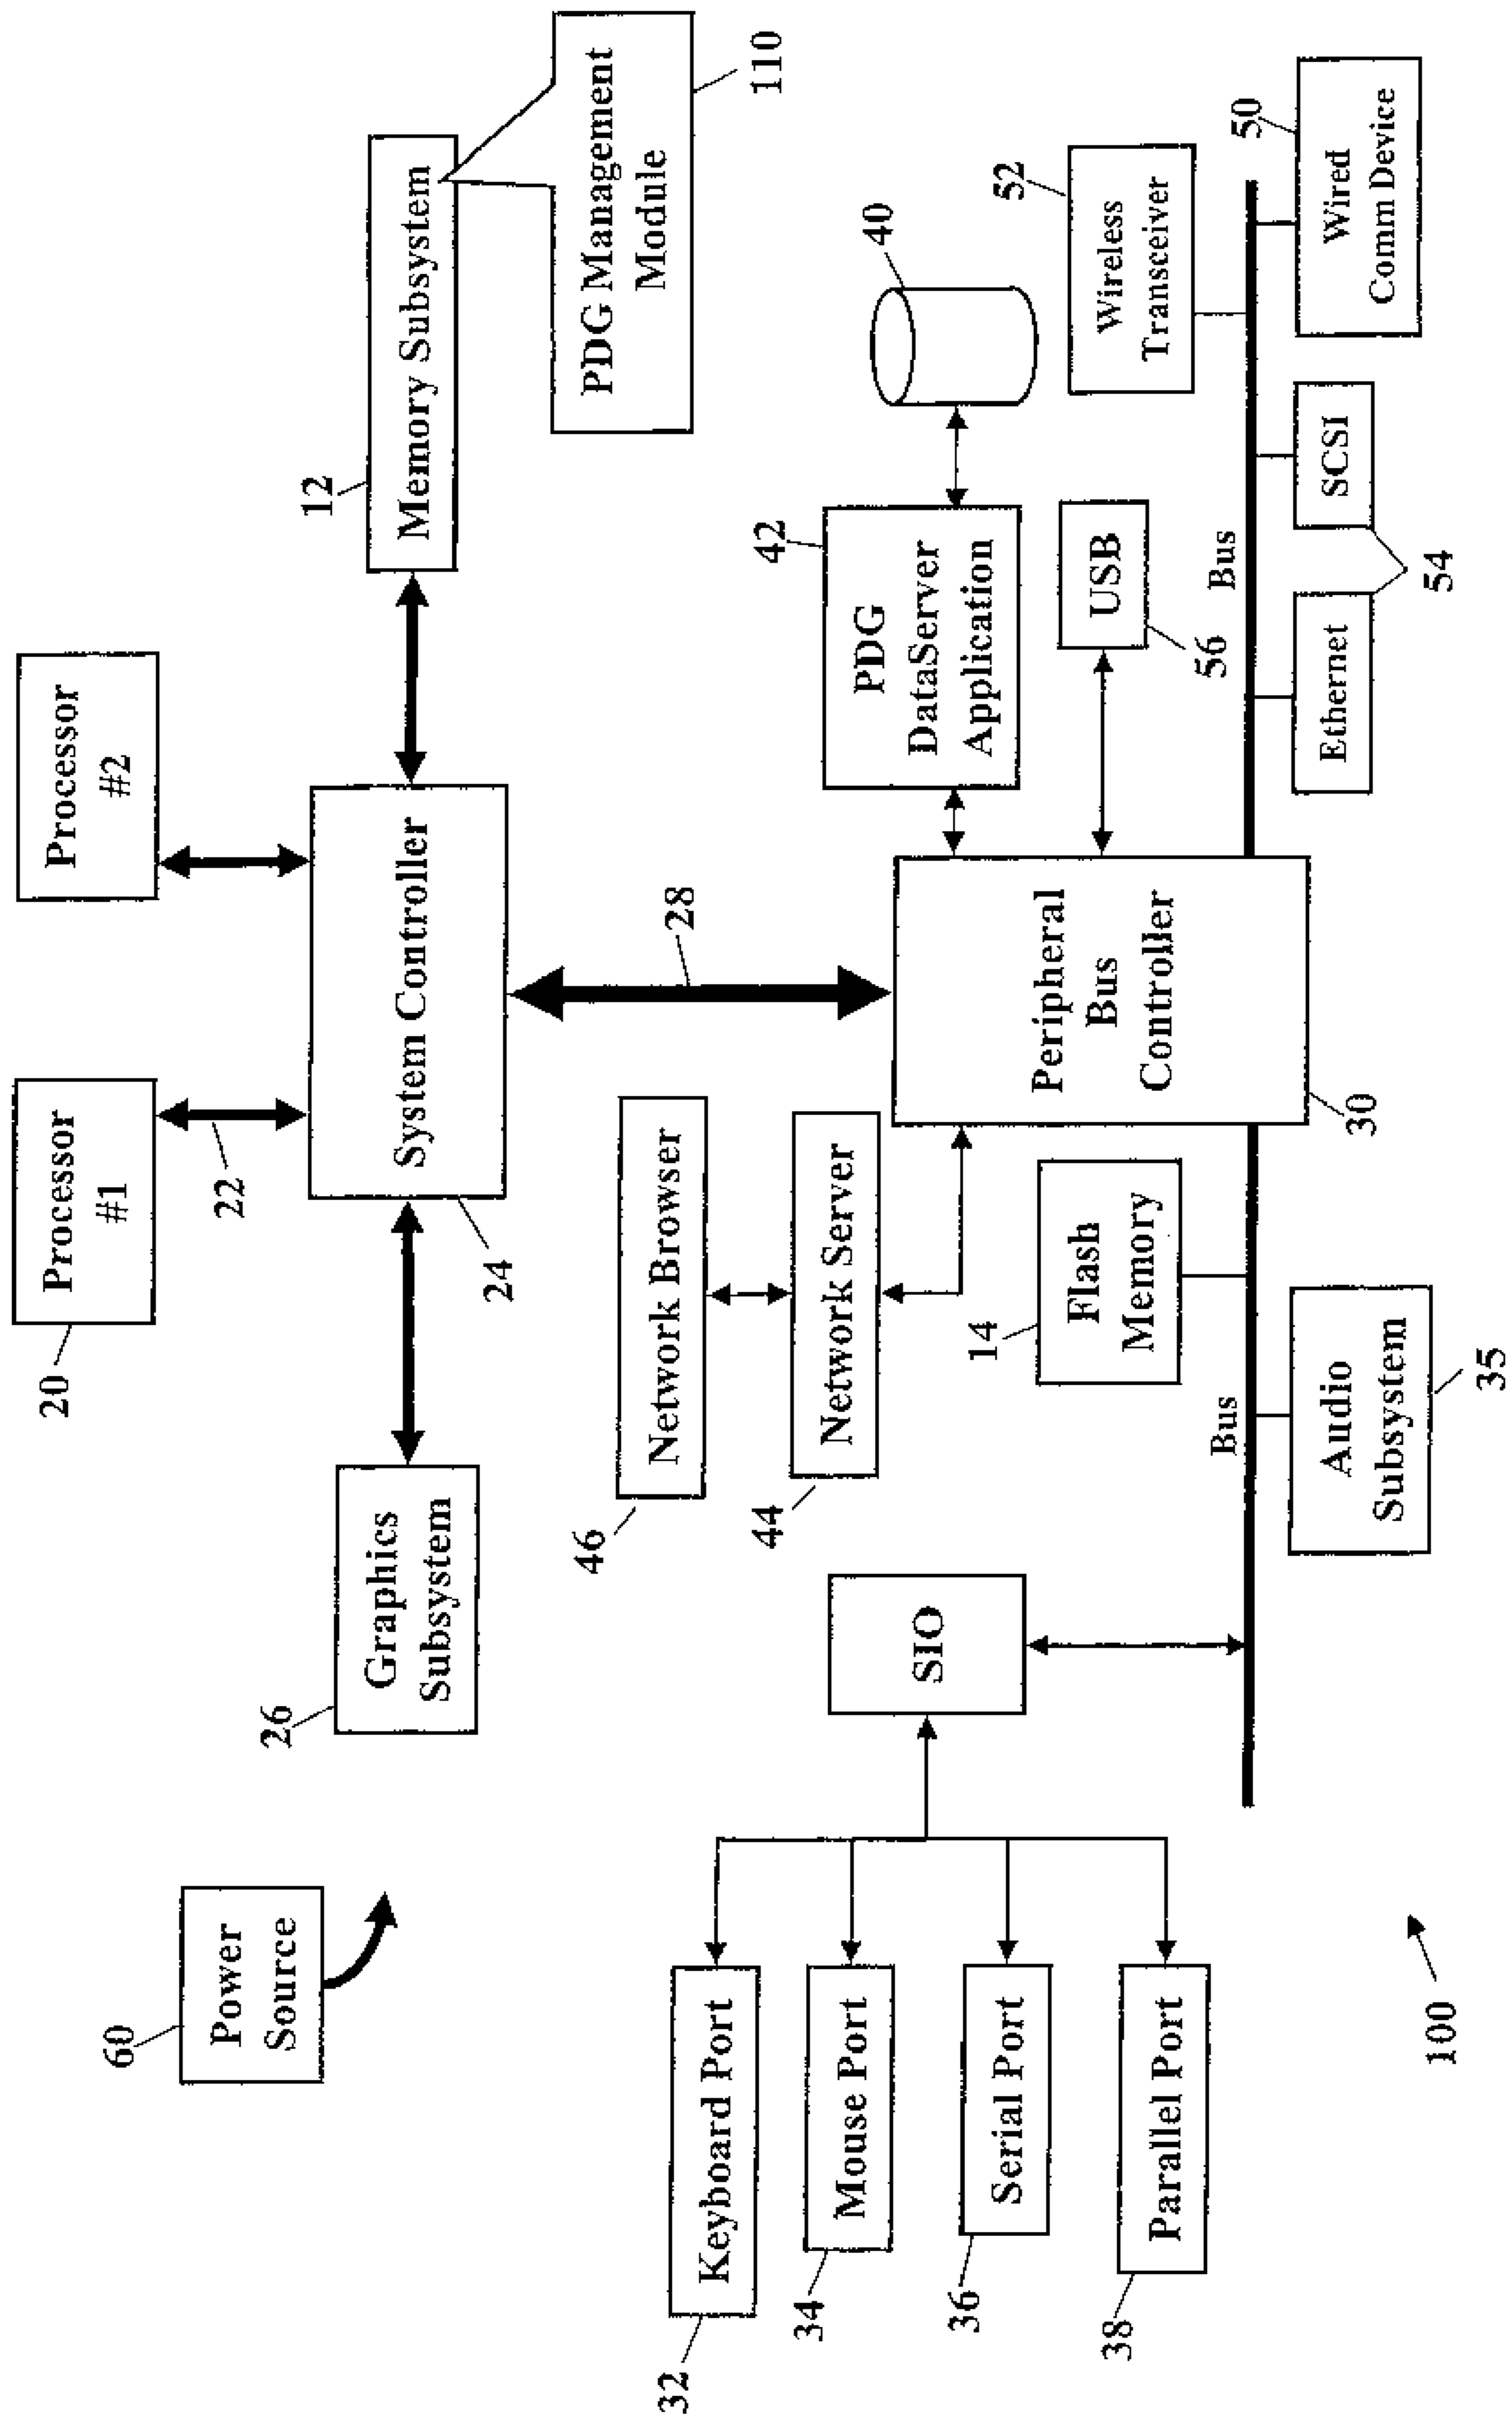 60
Power
Source
20
Processor
#1
Processor
#2
22
26
Graphics
Subsystem
24
System Controller
12
Memory Subsystem
PDG Management
Module
110
28
46
Network Browser
44
Network Server
42
PDG
DataServer
Application
40
32
Keyboard Port
34
Mouse Port
36
Serial Port
38
Parallel Port
SIO
14
Flash
Memory
Peripheral
Bus
Controller
30
USB
56
52
Wireless
Transceiver
Bus
Bus
Audio
Subsystem
35
Ethernet
SCSI
54
50
Wired
Comm Device
100